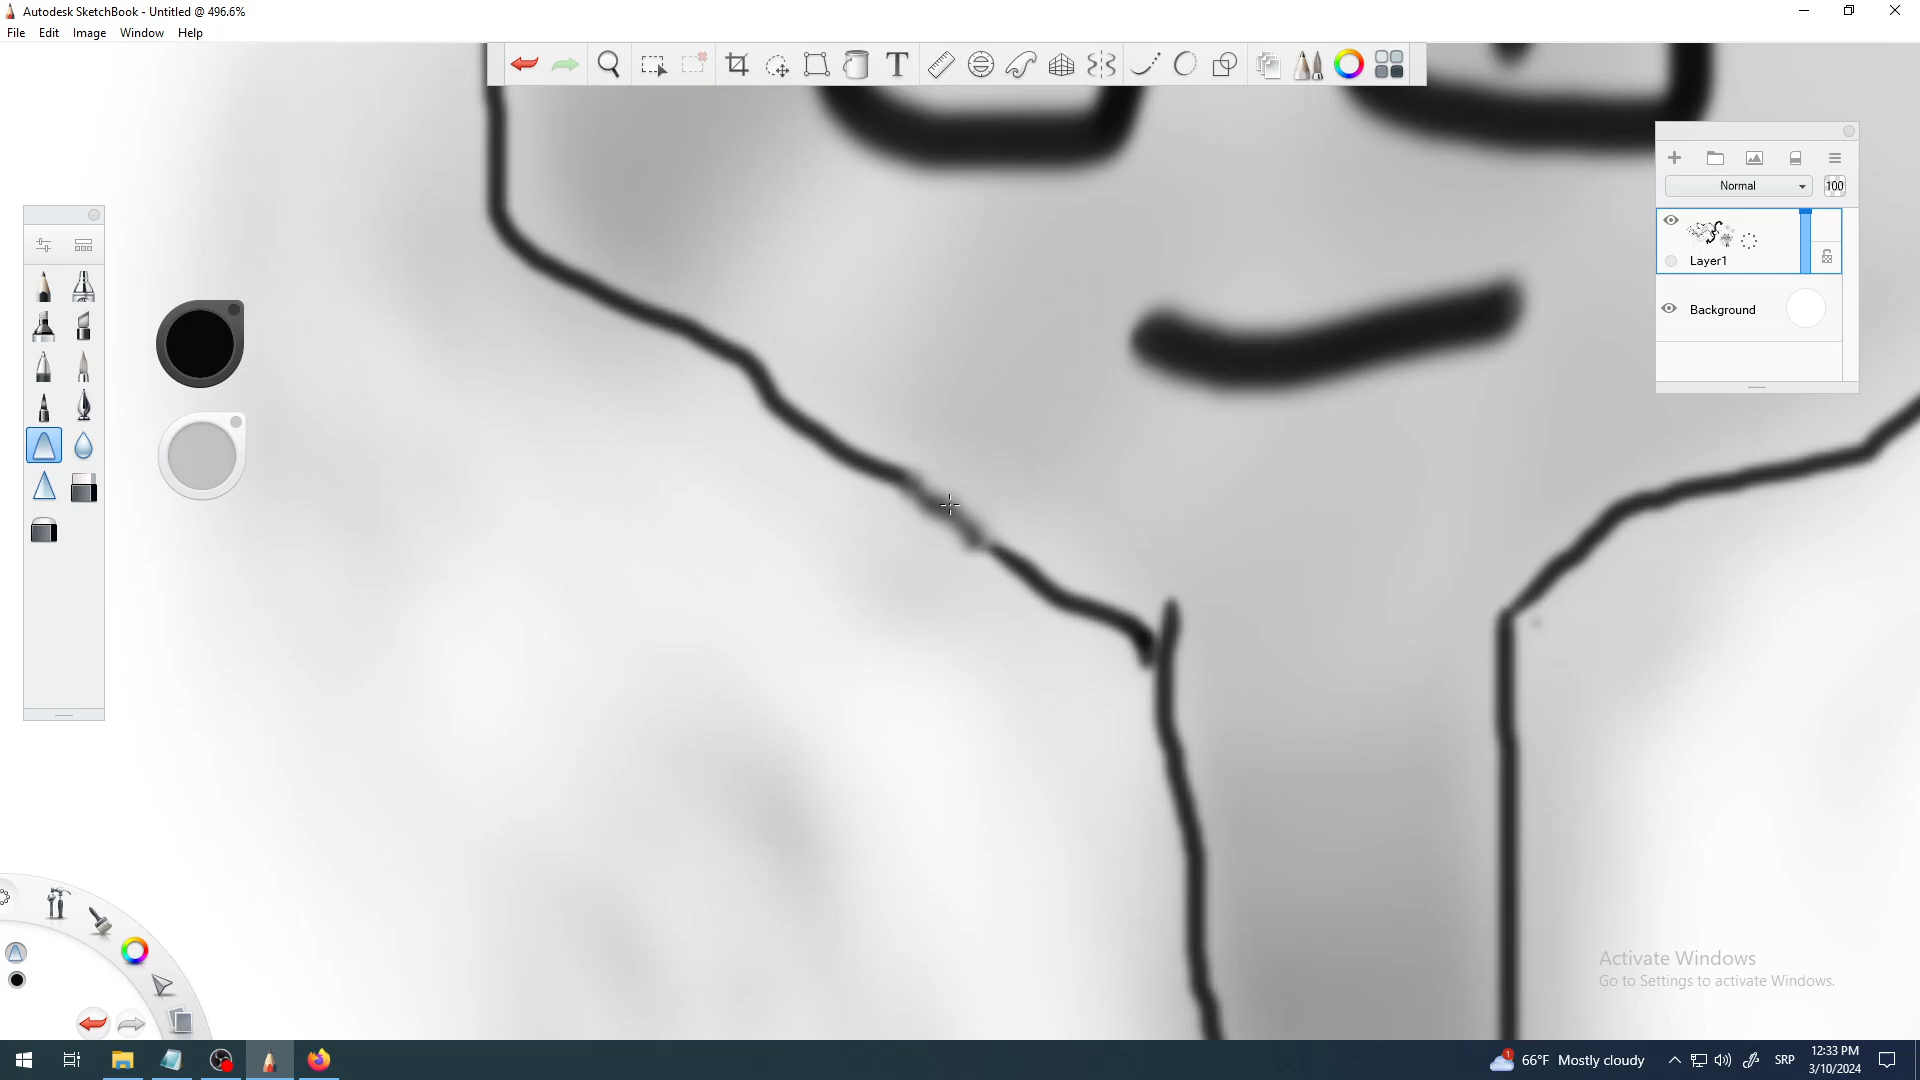 Autodesk SketchBook - Untitled @ 496.6%
File Edit Image Window Help
T
Normal
100
Layer1
Background
Activate Windows
Go to Settings to activate Windows.
1
66°F Mostly cloudy
SRP
12:33 PM
3/10/2024